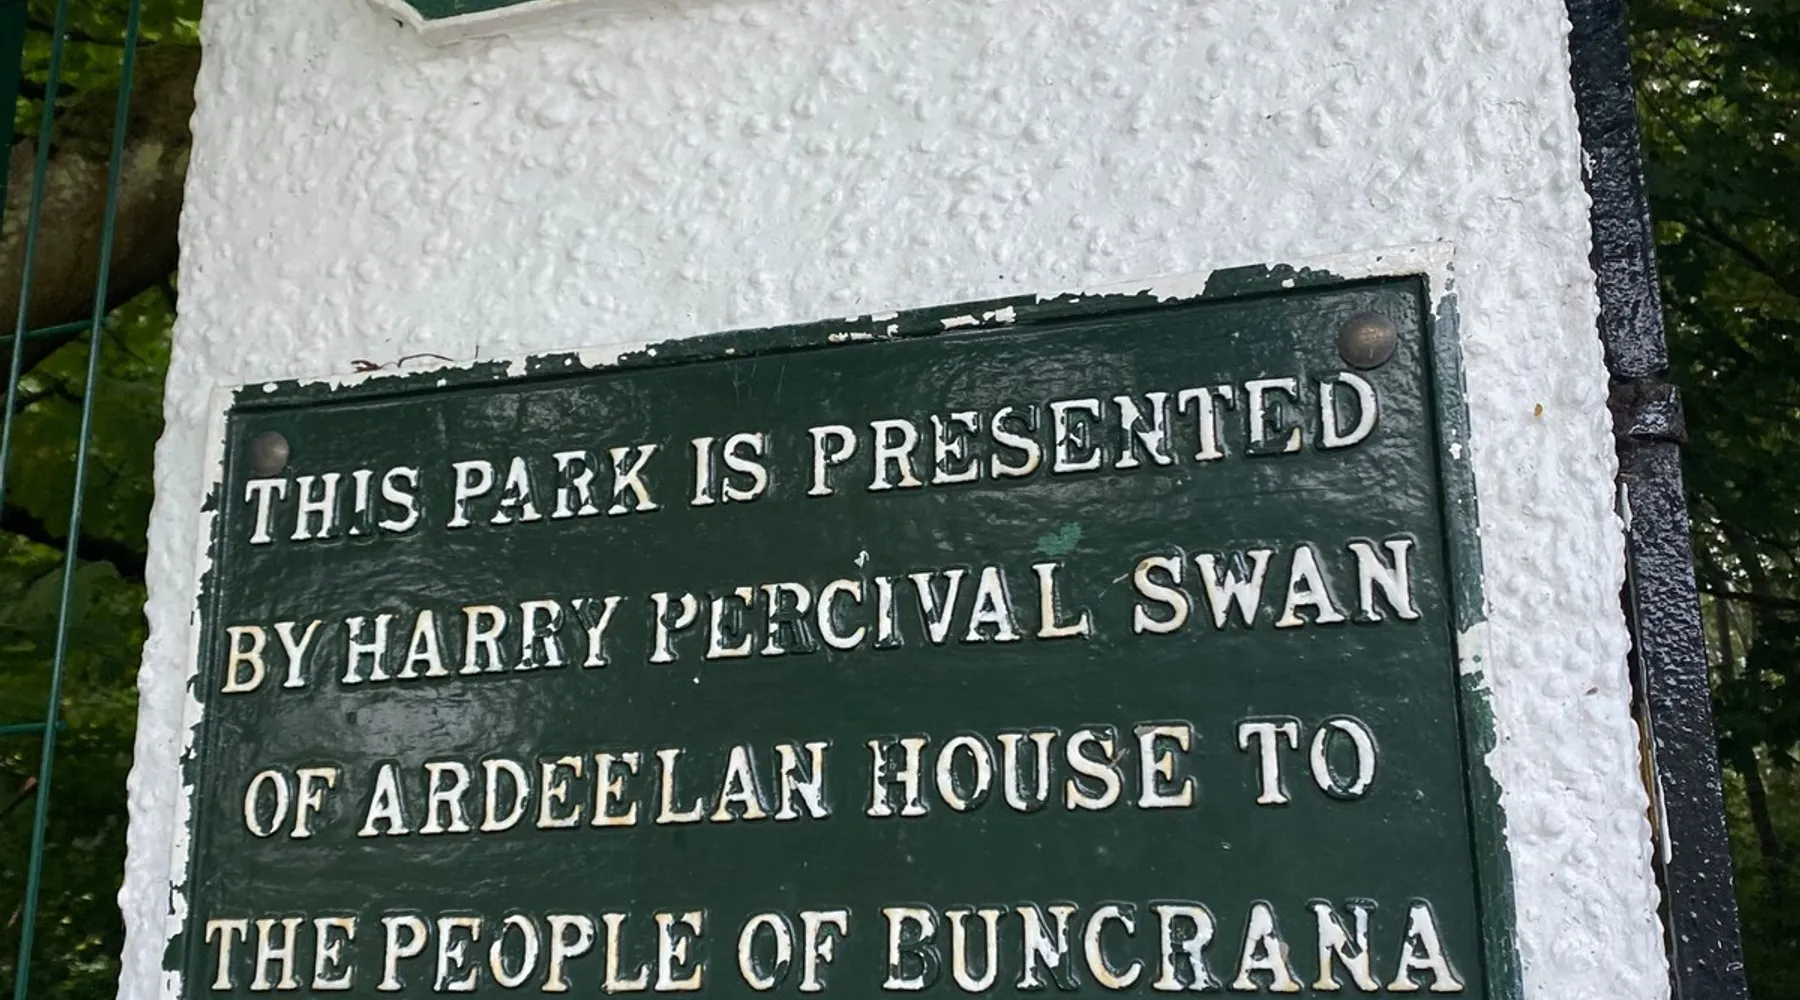 THIS PARK IS PRESENTED
BY HARRY PERCIVAL SWAN
OF ARDEELAN HOUSE TO
THE PEOPLE OF BUNCRANA